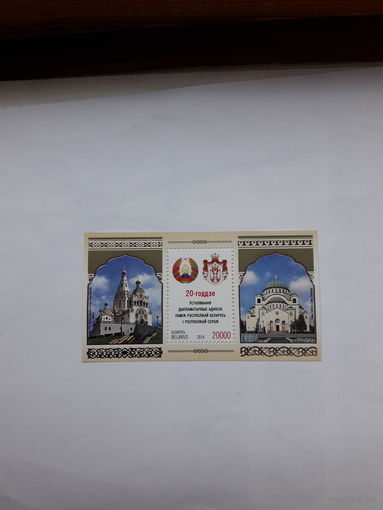 20-годдзе
Устанаўлення
дыпламатычных адносін
паміж Рэспублікай Беларусь
і Рэспублікай Сербія
БЕЛАРУСЬ
BELARUS 2014 20000